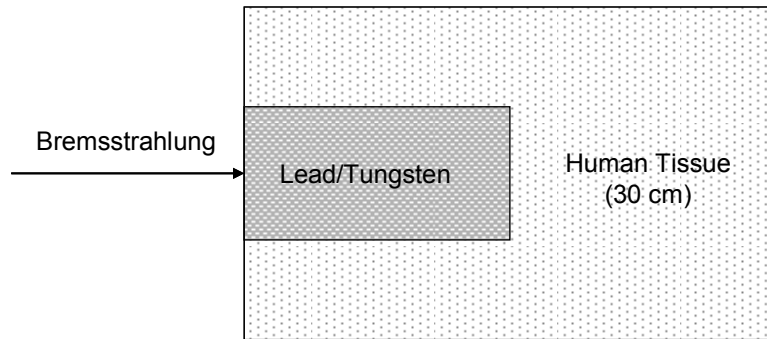 Bremsstrahlung
Lead/Tungsten
Human Tissue
(30 cm)